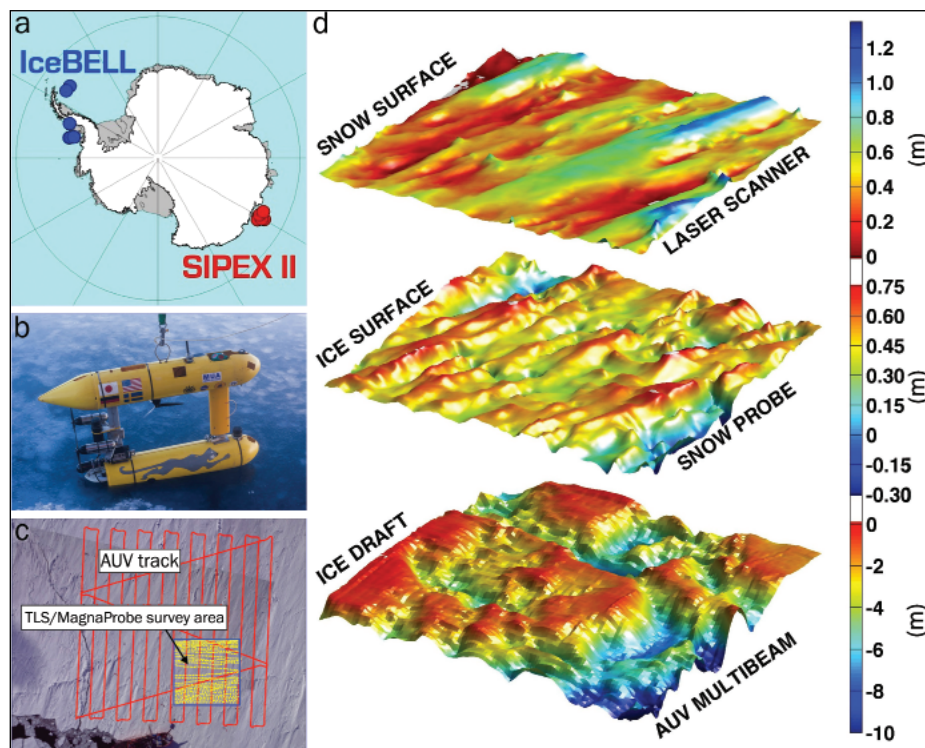 a
IceBELL
SIPEX II
b
c
AUV track
TLS/MagnaProbe survey area
d
SNOW SURFACE
LASER SCANNER
ICE SURFACE
SNOW PROBE
ICE DRAFT
AUV MULTIBEAM
1.2
1.0
0.8
0.6
0.4
0.2
0
(m)
0.75
0.60
0.45
0.30
0.15
0
-0.15
-0.30
(m)
0
-2
-4
-6
-8
-10
(m)